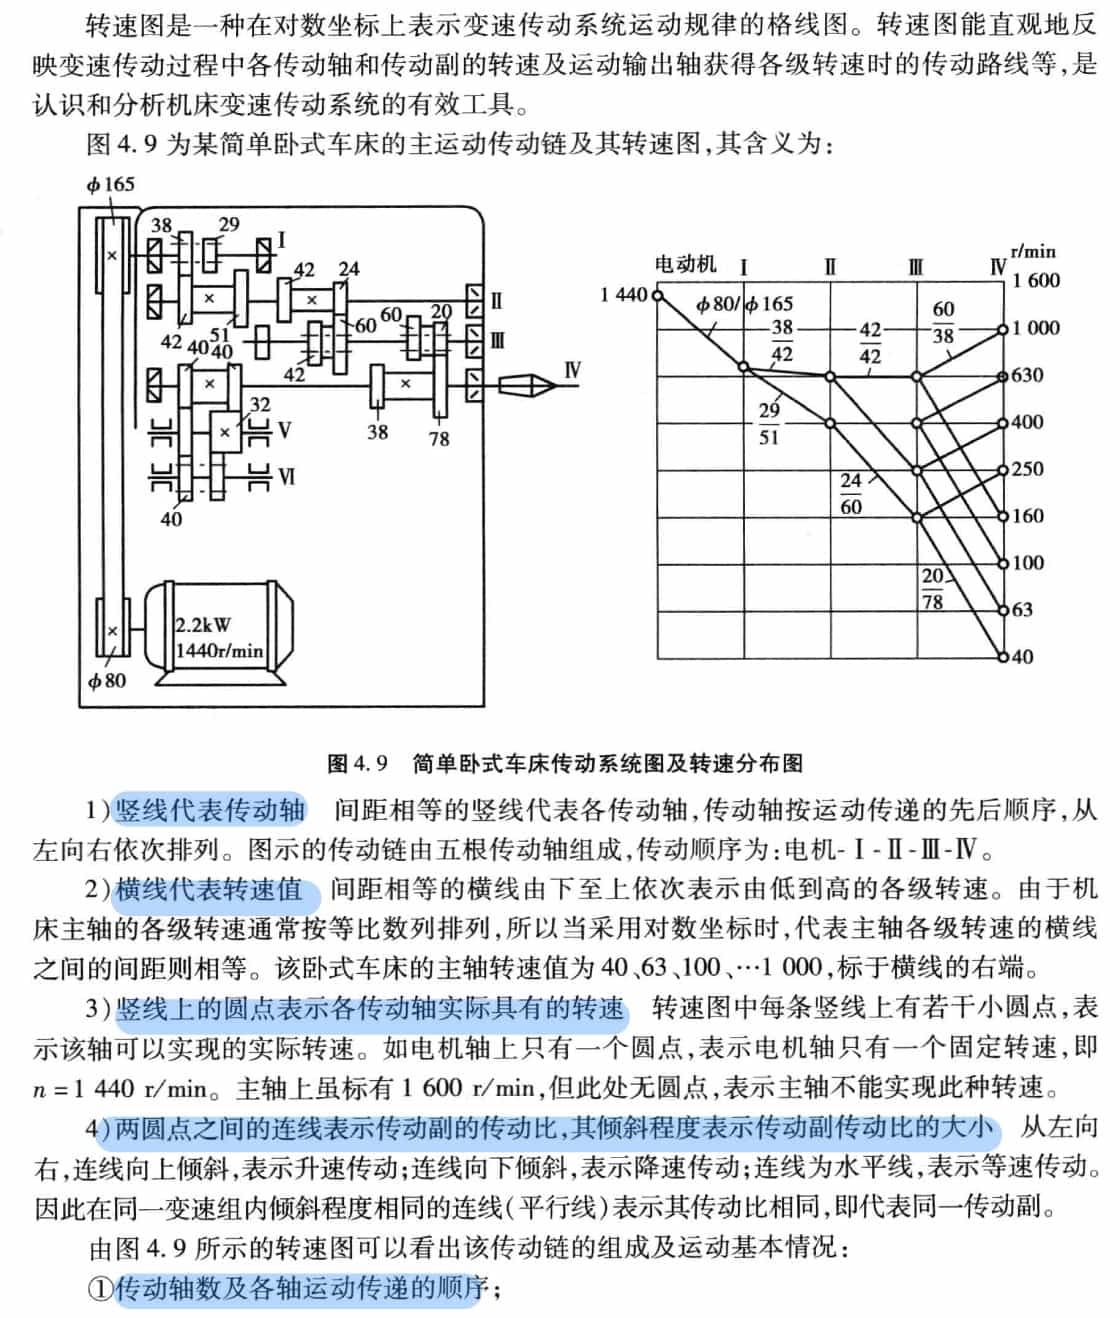 转速图是一种在对数坐标上表示变速传动系统运动规律的格线图。转速图能直观地反
映变速传动过程中各传动轴和传动副的转速及运动输出轴获得各级转速时的传动路线等,是
认识和分析机床变速传动系统的有效工具。
图 4.9 为某简单卧式车床的主运动传动链及其转速图,其含义为:
ϕ165
38 29 I
42 24
II
42 51 60 60 20
III
40 40 42
IV
32
V
38 78
VI
40
2.2kW
1440r/min
ϕ80
电动机 I II III IV r/min
1 600
1 440
ϕ80/ϕ165
38/42
42/42
60/38
29/51
24/60
20/78
1 000
630
400
250
160
100
63
40
图 4.9 简单卧式车床传动系统图及转速分布图
1)竖线代表传动轴 间距相等的竖线代表各传动轴,传动轴按运动传递的先后顺序,从
左向右依次排列。图示的传动链由五根传动轴组成,传动顺序为:电机-Ⅰ-Ⅱ-Ⅲ-Ⅳ。
2)横线代表转速值 间距相等的横线由下至上依次表示由低到高的各级转速。由于机
床主轴的各级转速通常按等比数列排列,所以当采用对数坐标时,代表主轴各级转速的横线
之间的间距则相等。该卧式车床的主轴转速值为 40、63、100、…1 000,标于横线的右端。
3)竖线上的圆点表示各传动轴实际具有的转速 转速图中每条竖线上有若干小圆点,表
示该轴可以实现的实际转速。如电机轴上只有一个圆点,表示电机轴只有一个固定转速,即
n=1 440 r/min。主轴上虽标有 1 600 r/min,但此处无圆点,表示主轴不能实现此种转速。
4)两圆点之间的连线表示传动副的传动比,其倾斜程度表示传动副传动比的大小 从左向
右,连线向上倾斜,表示升速传动;连线向下倾斜,表示降速传动;连线为水平线,表示等速传动。
因此在同一变速组内倾斜程度相同的连线(平行线)表示其传动比相同,即代表同一传动副。
由图 4.9 所示的转速图可以看出该传动链的组成及运动基本情况:
①传动轴数及各轴运动传递的顺序;